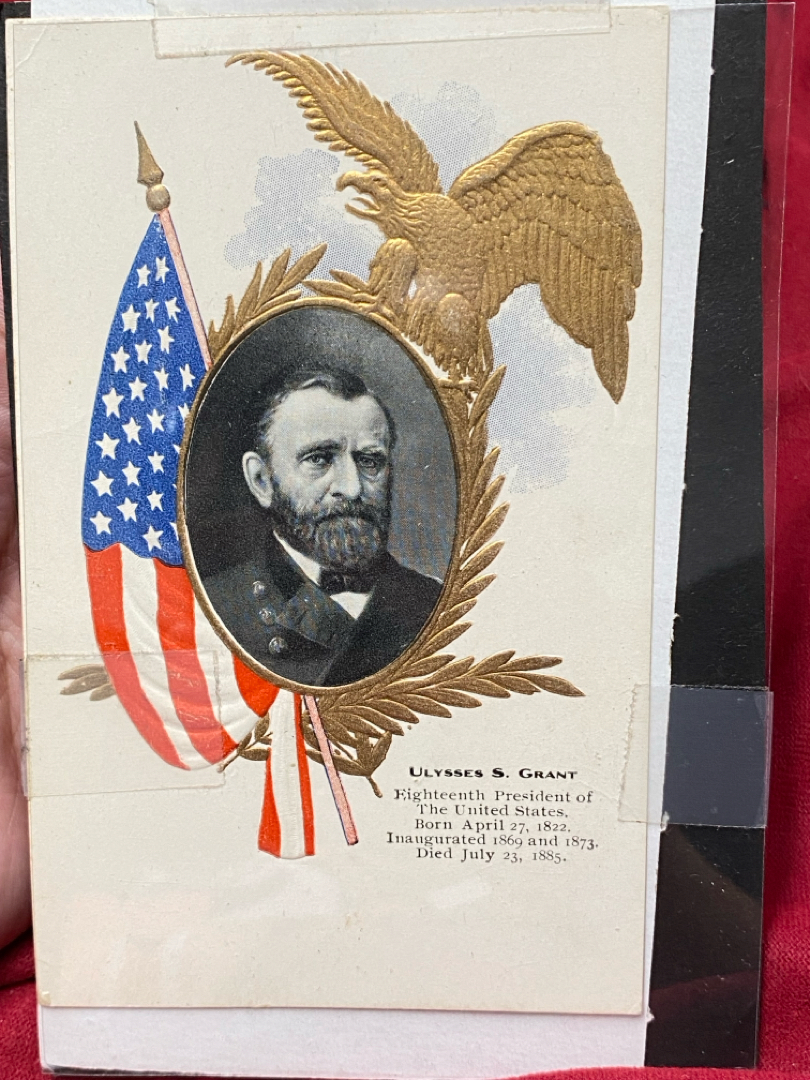 ULYSSES S. GRANT
Eighteenth President of
The United States.
Born April 27, 1822.
Inaugurated 1869 and 1873.
Died July 23, 1885.